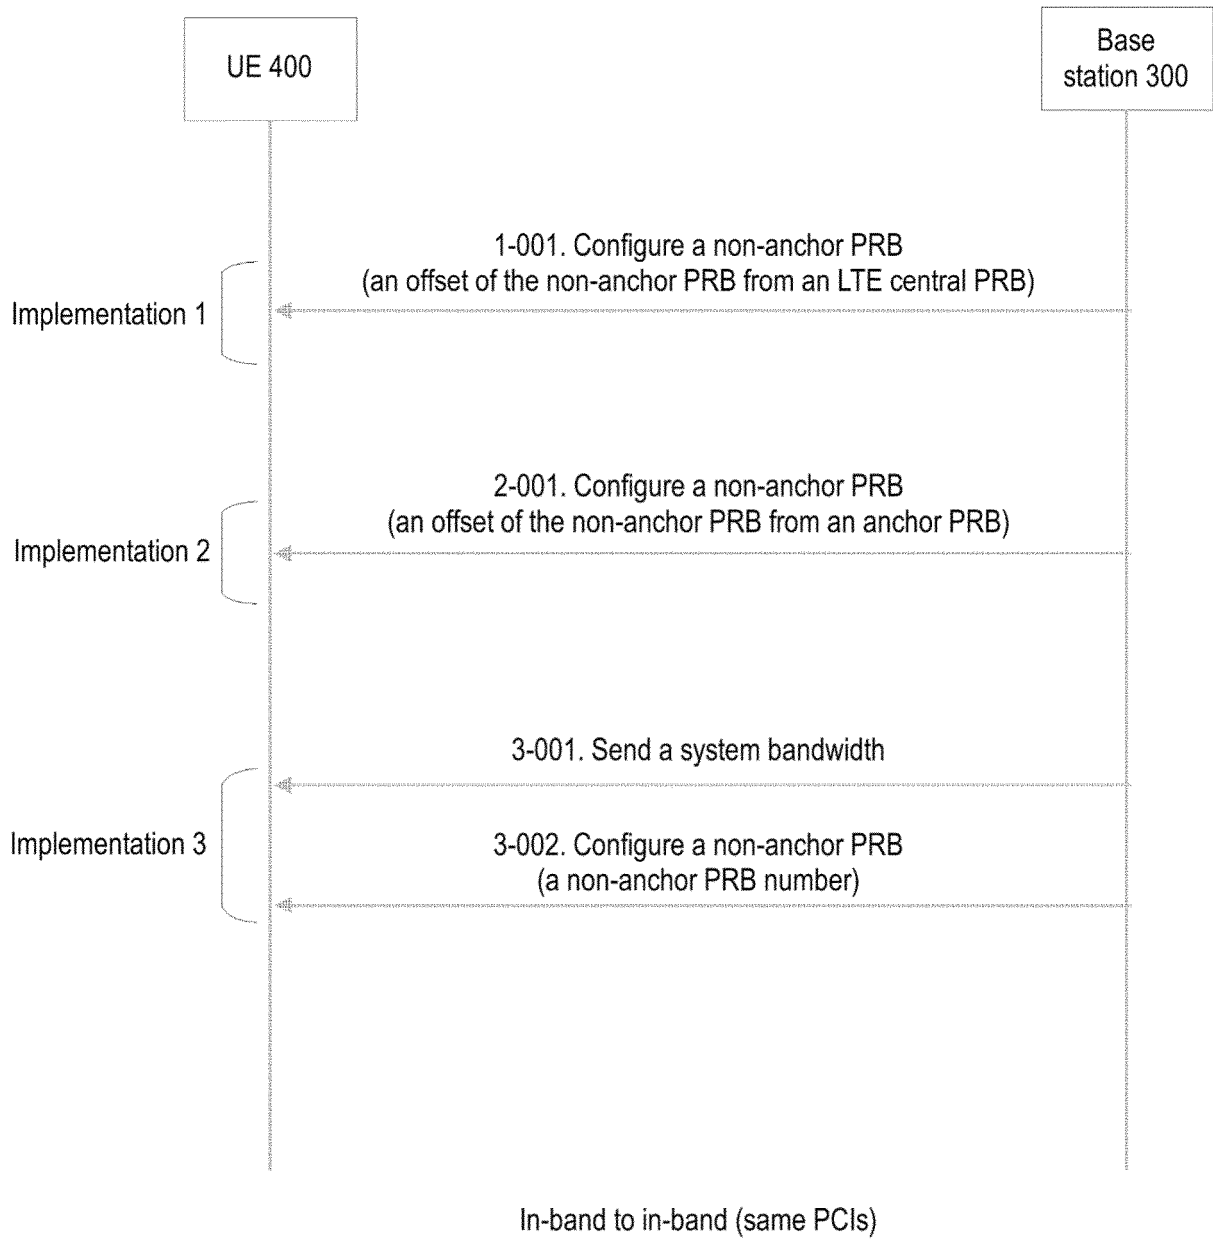 UE 400
Base
station 300
1-001. Configure a non-anchor PRB
(an offset of the non-anchor PRB from an LTE central PRB)
Implementation 1
2-001. Configure a non-anchor PRB
(an offset of the non-anchor PRB from an anchor PRB)
Implementation 2
3-001. Send a system bandwidth
Implementation 3
3-002. Configure a non-anchor PRB
(a non-anchor PRB number)
In-band to in-band (same PCIs)